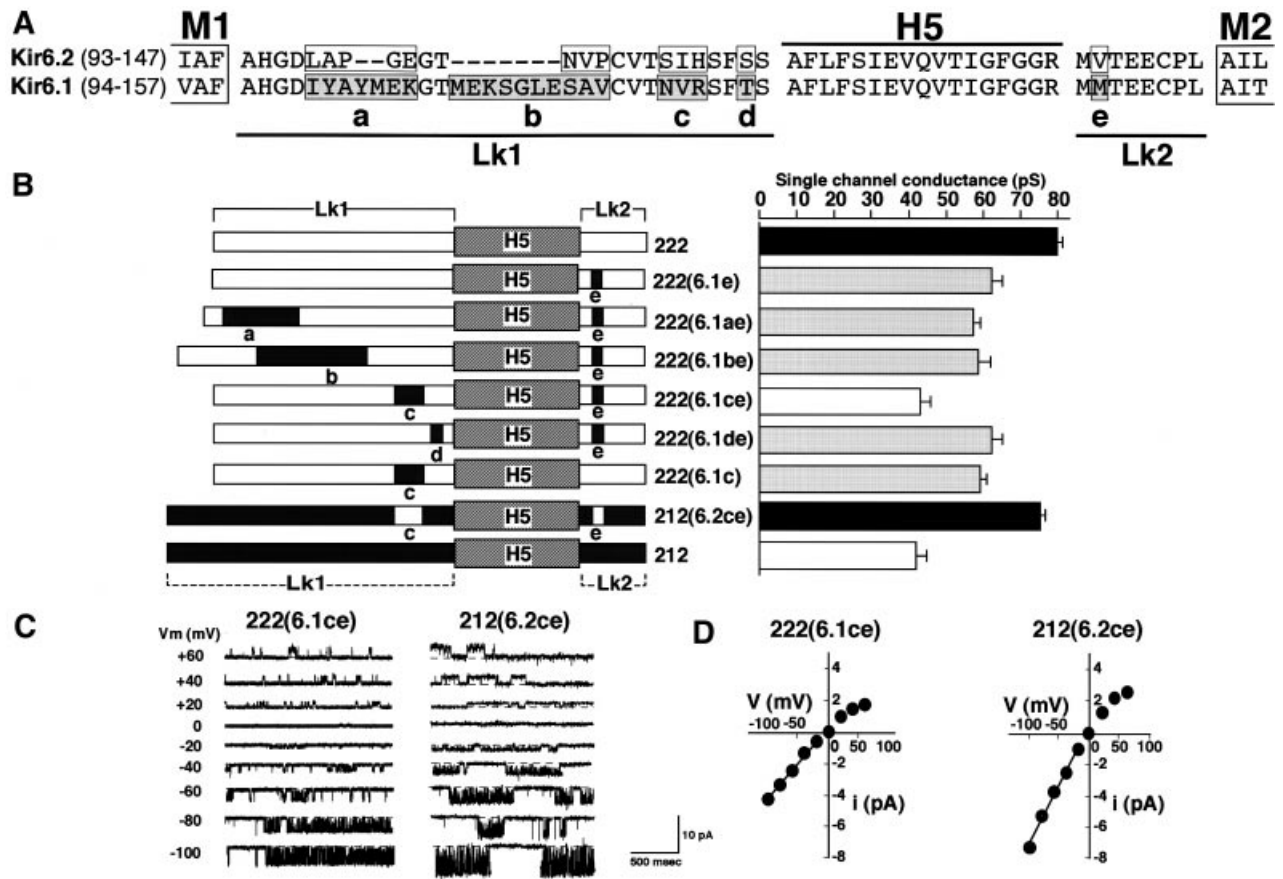 A M1 H5 M2
Kir6.2 (93-147) IAF AHGDLAP--GEGT-------NVPCVTSIHSFSS AFLFSIEVQVTIGFGGR MVTEECPL AIL
Kir6.1 (94-157) VAF AHGDIYAYMEKGTMEKSGLESAVCVTNVRSFTS AFLFSIEVQVTIGFGGR MMTEECPL AIT
a b c d e
Lk1 Lk2
B
Lk1 Lk2
Single channel conductance (pS)
0 10 20 30 40 50 60 70 80
H5 222
H5 222(6.1e)
e
H5 222(6.1ae)
a e
H5 222(6.1be)
b e
H5 222(6.1ce)
c e
H5 222(6.1de)
d e
H5 222(6.1c)
c
H5 212(6.2ce)
c e
H5 212
Lk1 Lk2
C 222(6.1ce) 212(6.2ce)
Vm (mV)
+60
+40
+20
0
-20
-40
-60
-80
-100
10 pA
500 msec
D 222(6.1ce) 212(6.2ce)
4
2
V (mV)
-100 -50 0 50 100
-2
-4
i (pA)
-6
-8
4
2
V (mV)
-100 -50 0 50 100
-2
-4
i (pA)
-6
-8